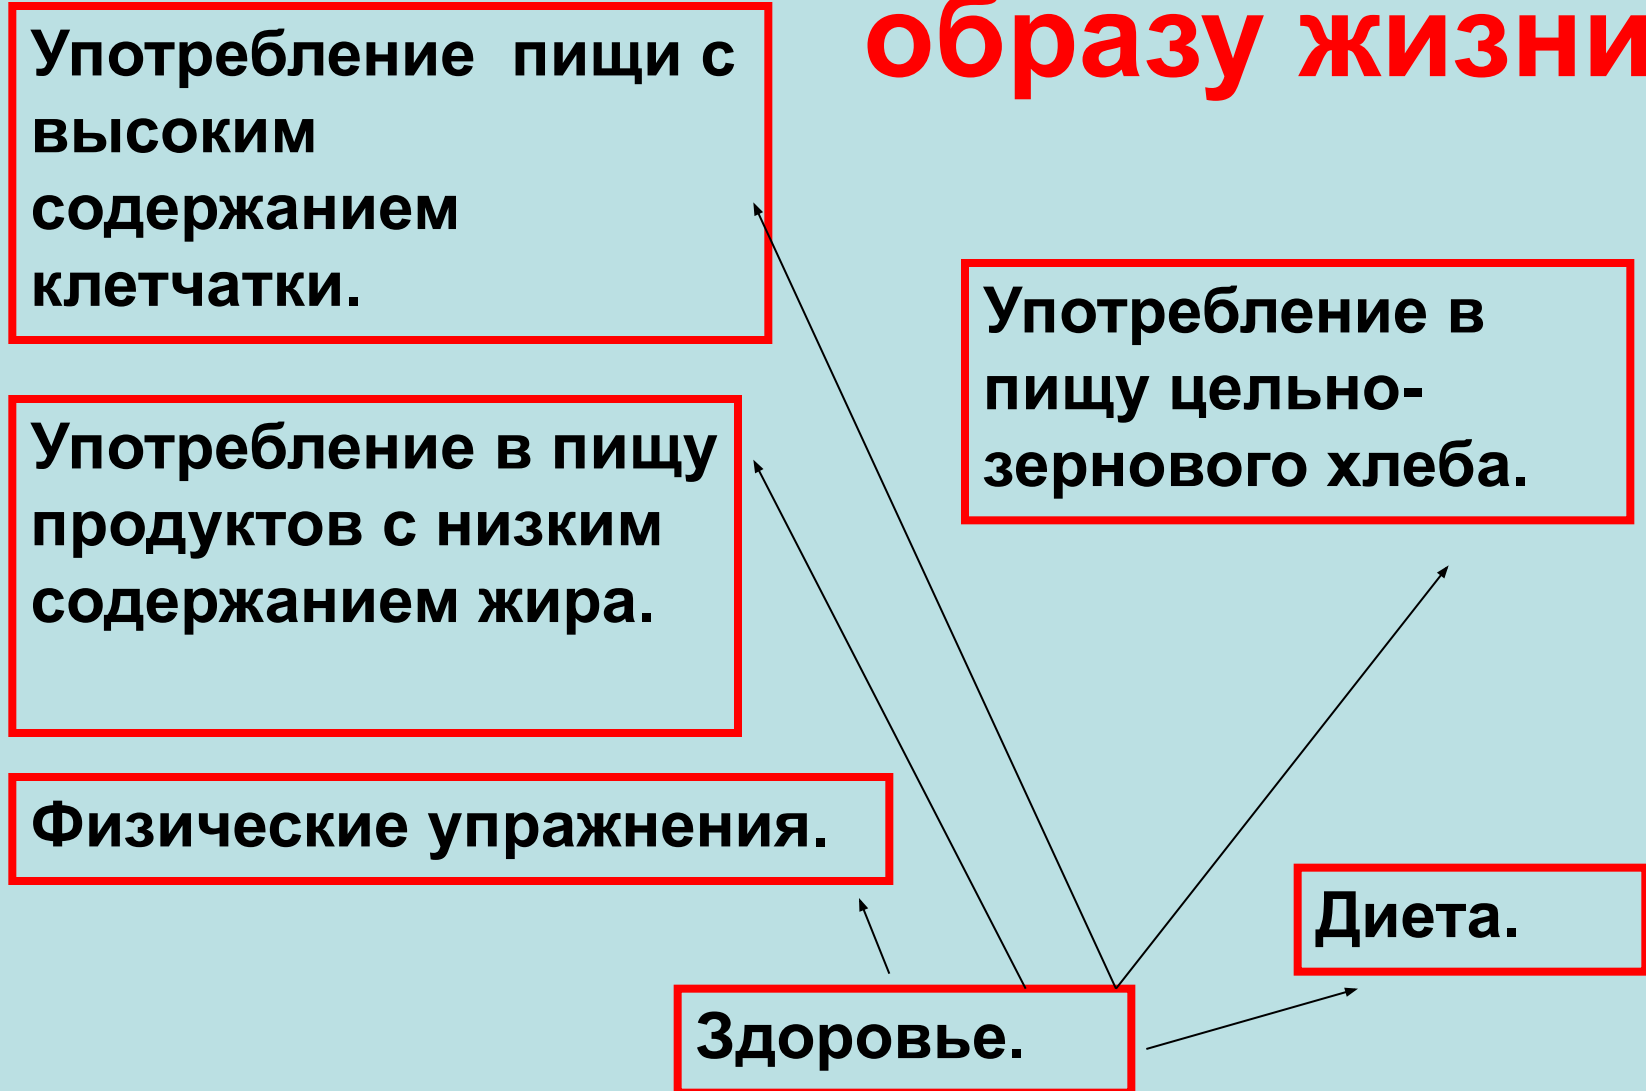 образу жизни
Употребление пищи с
высоким
содержанием
клетчатки.
Употребление в
пищу цельно-
зернового хлеба.
Употребление в пищу
продуктов с низким
содержанием жира.
Физические упражнения.
Диета.
Здоровье.